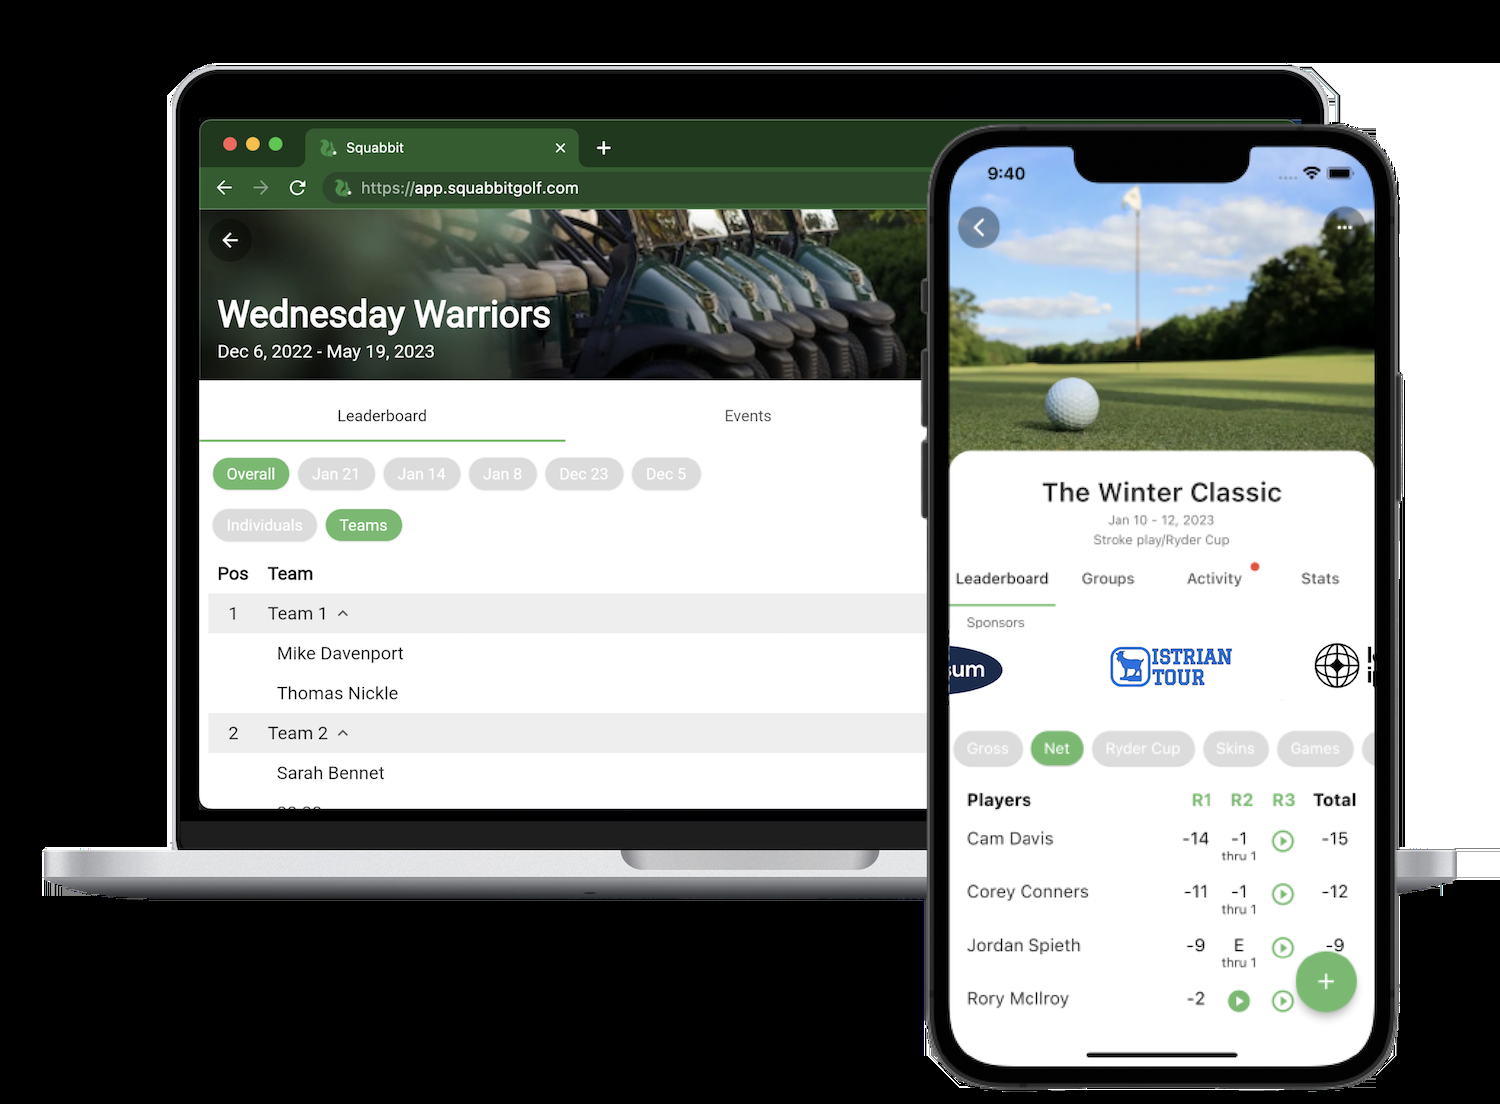 Squabbit
https://app.squabbitgolf.com
Wednesday Warriors
Dec 6, 2022 - May 19, 2023
Leaderboard Events
Overall Jan 21 Jan 14 Jan 8 Dec 23 Dec 5
Individuals Teams
Pos Team
1 Team 1
Mike Davenport
Thomas Nickle
2 Team 2
Sarah Bennet
9:40
The Winter Classic
Jan 10 - 12, 2023
Stroke play/Ryder Cup
Leaderboard Groups Activity Stats
Sponsors
ISTRIAN
TOUR
Gross Net Ryder Cup Skins Games
Players R1 R2 R3 Total
Cam Davis -14 -1 -15
thru 1
Corey Conners -11 -1 -12
thru 1
Jordan Spieth -9 E -9
thru 1
Rory McIlroy -2
+